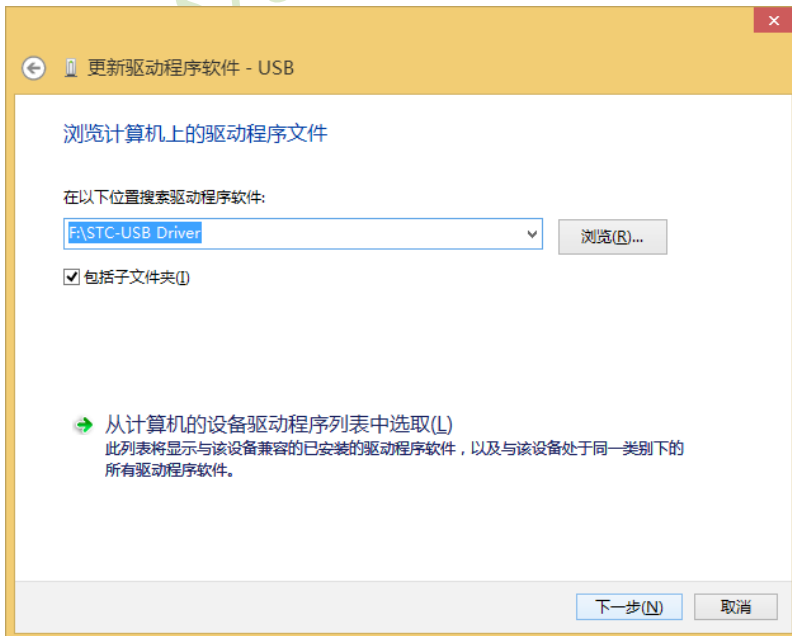 更新驱动程序软件 - USB
浏览计算机上的驱动程序文件
在以下位置搜索驱动程序软件:
F:\STC-USB Driver
浏览(R)...
包括子文件夹(I)
从计算机的设备驱动程序列表中选取(L)
此列表将显示与该设备兼容的已安装的驱动程序软件，以及与该设备处于同一类别下的
所有驱动程序软件。
下一步(N)
取消